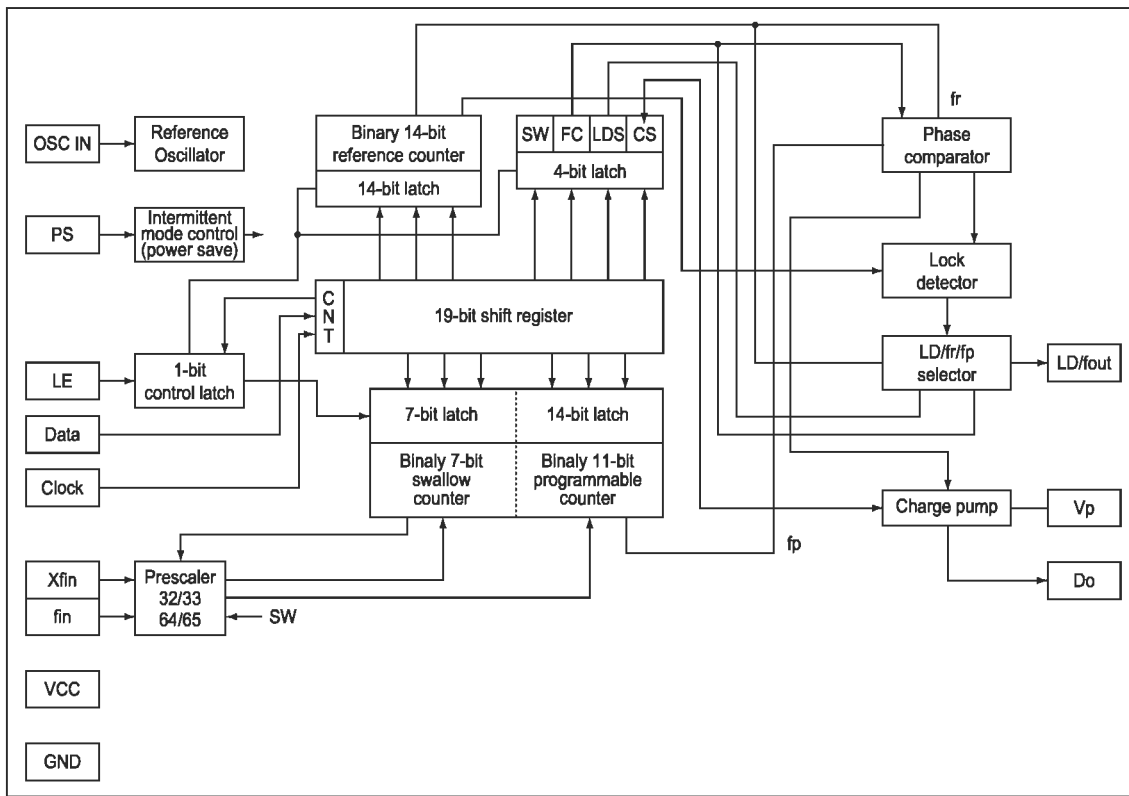 fr
SW FC LDS CS
OSC IN
Reference
Oscillator
Binary 14-bit
reference counter
Phase
comparator
4-bit latch
14-bit latch
PS
Intermittent
mode control
(power save)
Lock
detector
C
N
T
19-bit shift register
LE
1-bit
control latch
LD/fr/fp
selector
LD/fout
7-bit latch
14-bit latch
Data
Binaly 7-bit
swallow
counter
Binaly 11-bit
programmable
counter
Clock
Charge pump
Vp
fp
Xfin
fin
Prescaler
32/33
64/65
SW
Do
VCC
GND